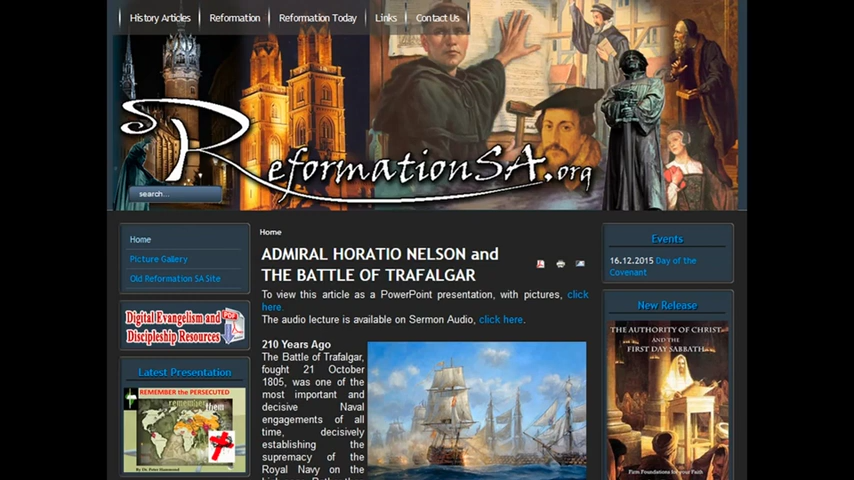 History Articles
Reformation
Reformation Today
Links
Contact Us
ReformationSA.org
search...
Home
Picture Gallery
Old Reformation SA Site
Digital Evangelism and
Discipleship Resources
Latest Presentation
REMEMBER THE PERSECUTED
remember
them
By Dr. Peter Hammond
Home
ADMIRAL HORATIO NELSON and
THE BATTLE OF TRAFALGAR
To view this article as a PowerPoint presentation, with pictures, click
here.
The audio lecture is available on Sermon Audio, click here.
210 Years Ago
The Battle of Trafalgar,
fought 21 October
1805, was one of the
most important and
decisive Naval
engagements of all
time, decisively
establishing the
supremacy of the
Royal Navy on the
Events
16.12.2015 Day of the
Covenant
New Release
THE AUTHORITY OF CHRIST
AND THE
FIRST DAY SABBATH
Firm Foundations for your Faith